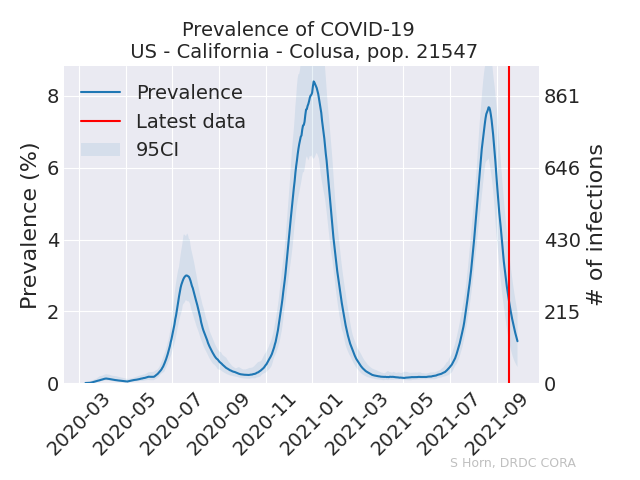 Prevalence of COVID-19
US - California - Colusa, pop. 21547
Prevalence
Latest data
95CI
Prevalence (%)
8
6
4
2
0
861
646
430
215
0
# of infections
2020-03
2020-05
2020-07
2020-09
2020-11
2021-01
2021-03
2021-05
2021-07
2021-09
S Horn, DRDC CORA